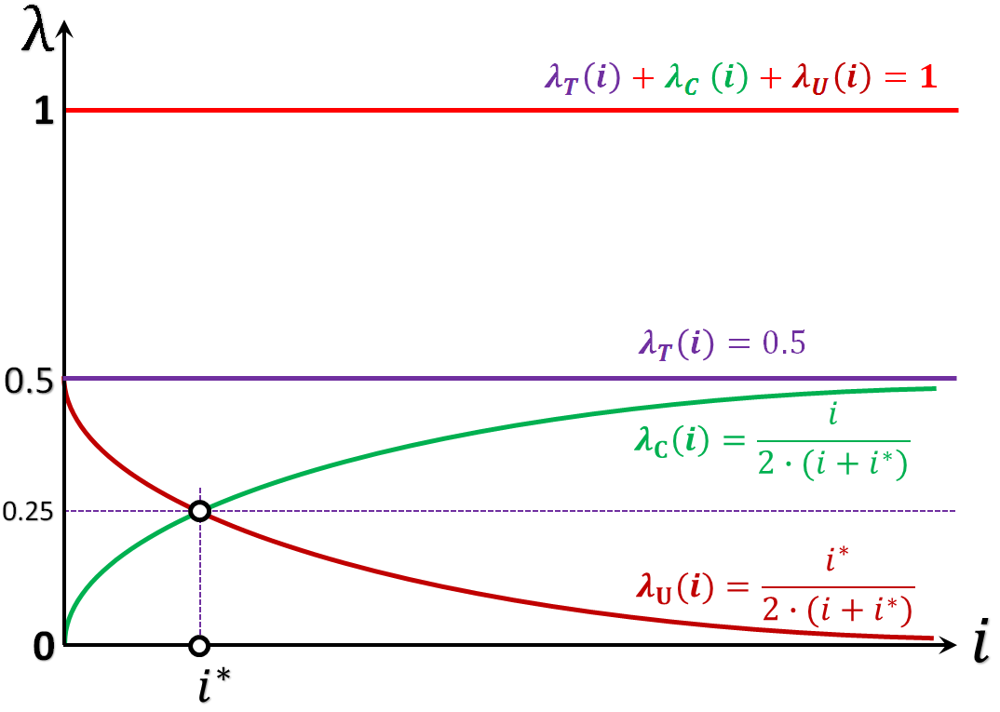 λ
λ_T(i) + λ_C (i) + λ_U(i) = 1
1
λ_T(i) = 0.5
0.5
λ_C(i) = i / 2·(i + i*)
0.25
λ_U(i) = i* / 2·(i + i*)
0
i
i*